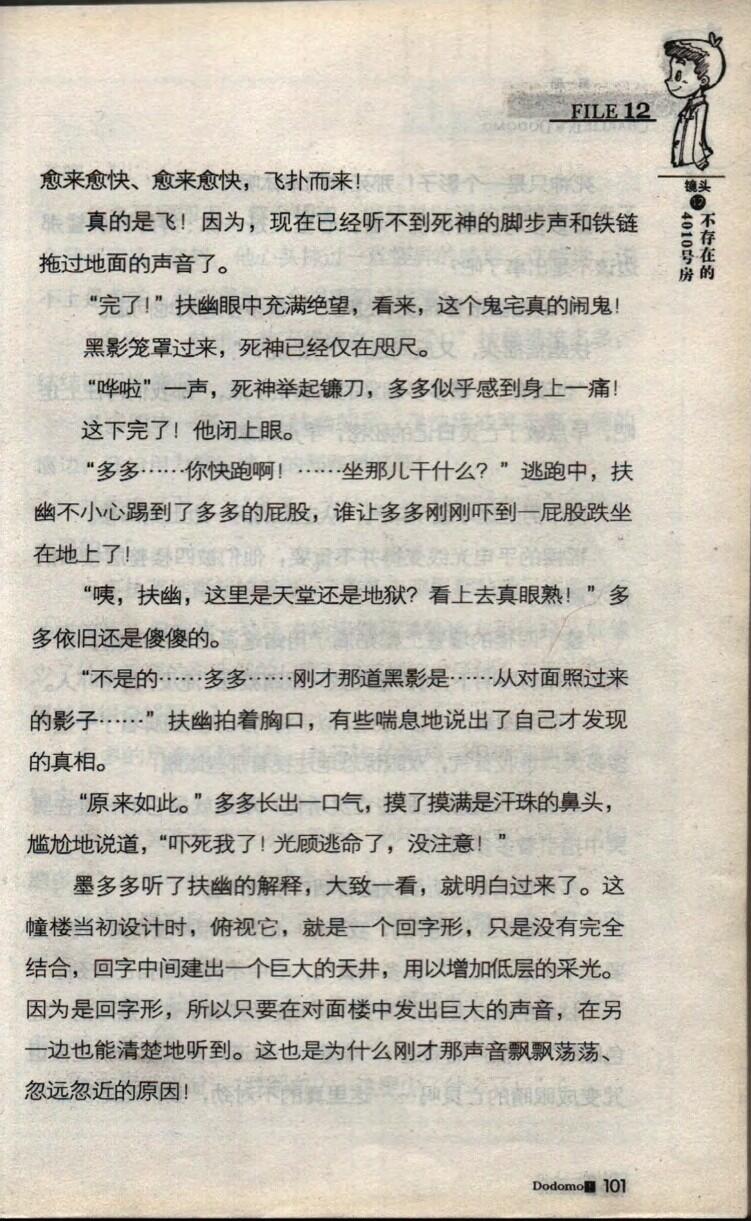 FILE 12
镜头
⑫
不存在的
4010号房
愈来愈快、愈来愈快，飞扑而来！
真的是飞！因为，现在已经听不到死神的脚步声和铁链
拖过地面的声音了。
“完了！”扶幽眼中充满绝望，看来，这个鬼宅真的闹鬼！
黑影笼罩过来，死神已经仅在咫尺。
“哗啦”一声，死神举起镰刀，多多似乎感到身上一痛！
这下完了！他闭上眼。
“多多……你快跑啊！……坐那儿干什么？”逃跑中，扶
幽不小心踢到了多多的屁股，谁让多多刚刚吓到一屁股跌坐
在地上了！
“咦，扶幽，这里是天堂还是地狱？看上去真眼熟！”多
多依旧还是傻傻的。
“不是的……多多……刚才那道黑影是……从对面照过来
的影子……”扶幽拍着胸口，有些喘息地说出了自己才发现
的真相。
“原来如此。”多多长出一口气，摸了摸满是汗珠的鼻头，
尴尬地说道，“吓死我了！光顾逃命了，没注意！”
墨多多听了扶幽的解释，大致一看，就明白过来了。这
幢楼当初设计时，俯视它，就是一个回字形，只是没有完全
结合，回字中间建出一个巨大的天井，用以增加低层的采光。
因为是回字形，所以只要在对面楼中发出巨大的声音，在另
一边也能清楚地听到。这也是为什么刚才那声音飘飘荡荡、
忽远忽近的原因！
Dodomo 101